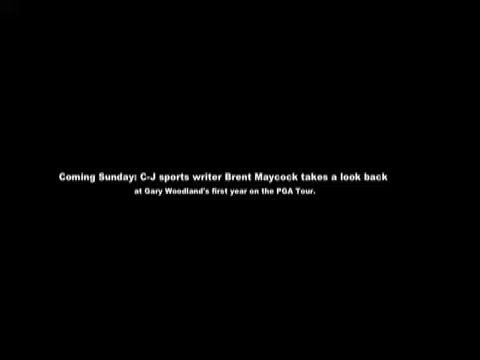 Coming Sunday: C-J sports writer Brent Maycock takes a look back
at Gary Woodland's first year on the PGA Tour.